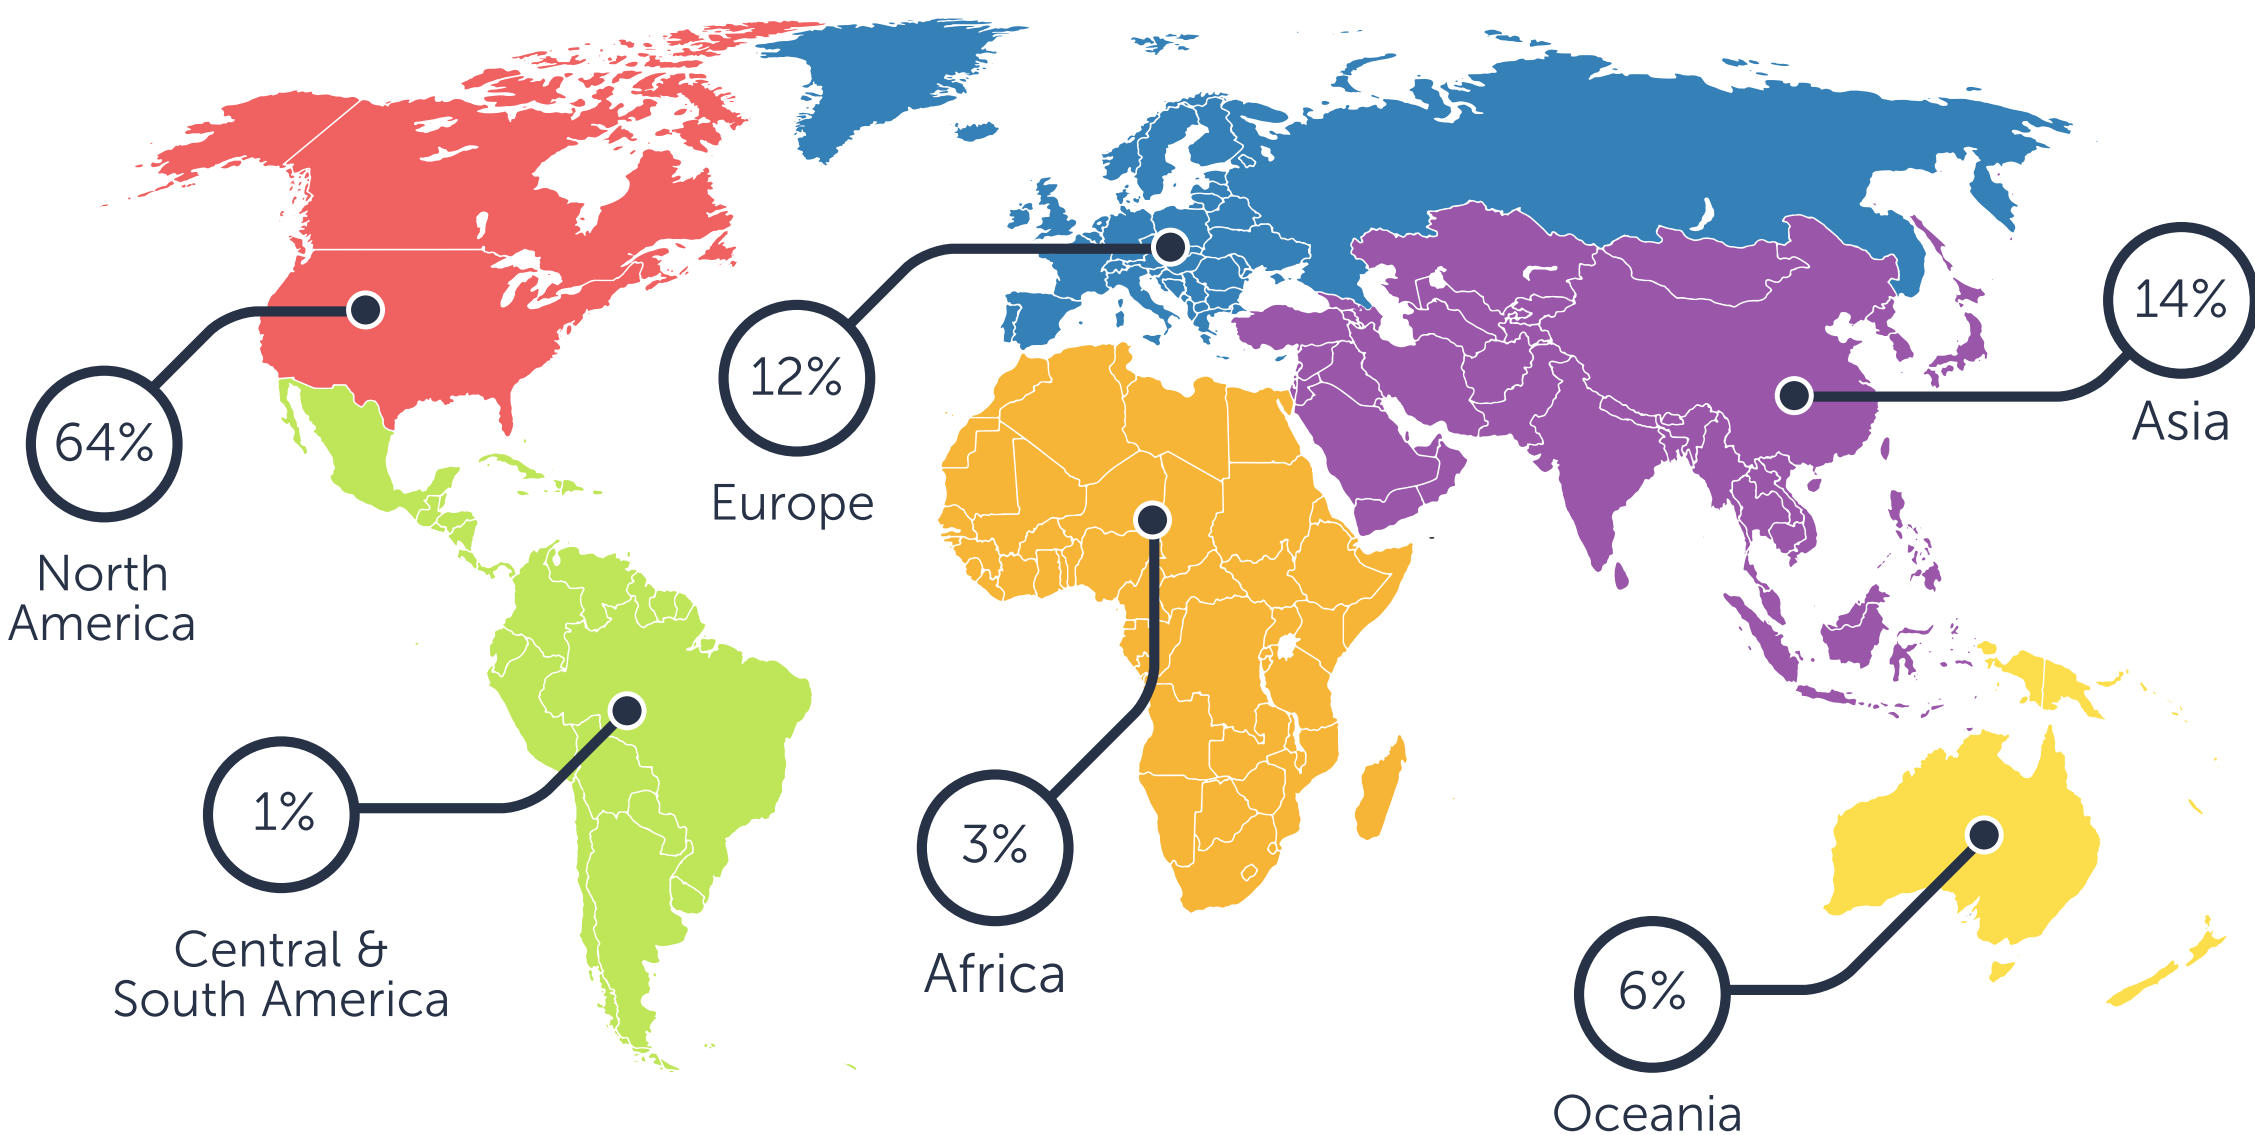 64%
North
America
12%
Europe
14%
Asia
1%
Central &
South America
3%
Africa
6%
Oceania